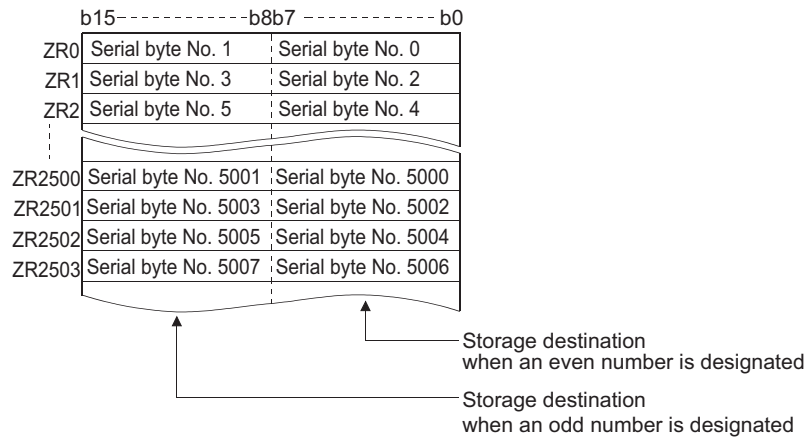 b15 b8b7 b0
ZR0 Serial byte No. 1 Serial byte No. 0
ZR1 Serial byte No. 3 Serial byte No. 2
ZR2 Serial byte No. 5 Serial byte No. 4
ZR2500 Serial byte No. 5001 Serial byte No. 5000
ZR2501 Serial byte No. 5003 Serial byte No. 5002
ZR2502 Serial byte No. 5005 Serial byte No. 5004
ZR2503 Serial byte No. 5007 Serial byte No. 5006
Storage destination
when an even number is designated
Storage destination
when an odd number is designated